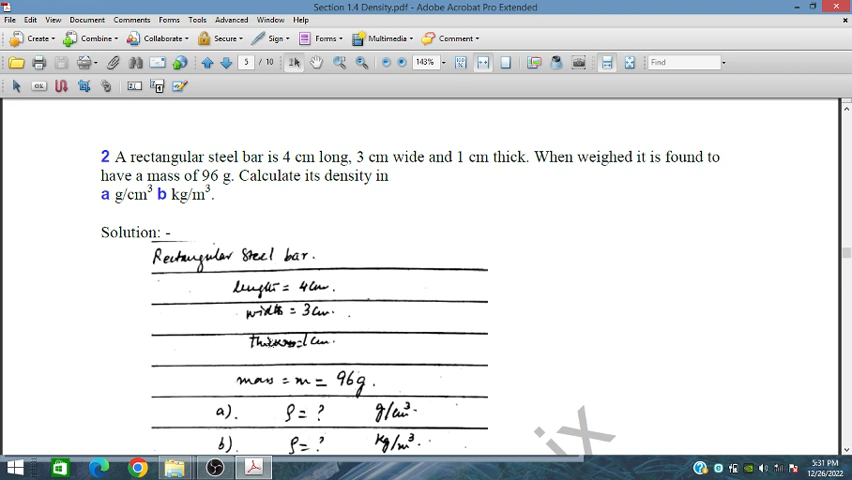 Section 1.4 Density.pdf - Adobe Acrobat Pro Extended
File Edit View Document Comments Forms Tools Advanced Window Help
Create Combine Collaborate Secure Sign Forms Multimedia Comment
5 / 10 143% Find
2 A rectangular steel bar is 4 cm long, 3 cm wide and 1 cm thick. When weighed it is found to
have a mass of 96 g. Calculate its density in
a g/cm³ b kg/m³.
Solution: -
Rectangular Steel bar.
length = 4cm.
width = 3cm.
= 1 cm.
mass = m = 96g.
a). ρ = ? g/cm³.
b). ρ = ? kg/m³.
ix
5:31 PM
12/26/2022